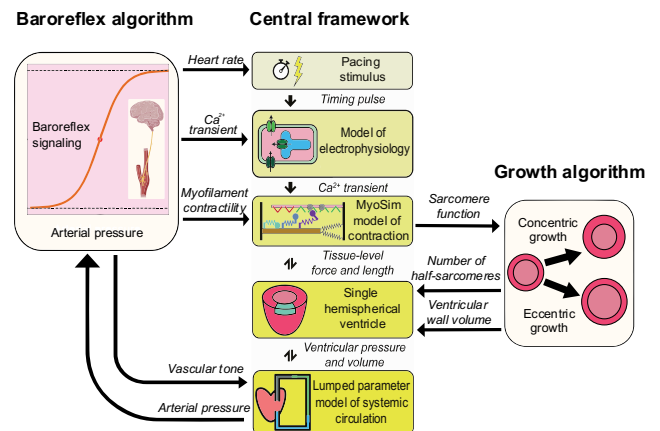 Baroreflex algorithm
Central framework
Heart rate
Pacing
stimulus
Timing pulse
Baroreflex
signaling
Ca2+
transient
Model of
electrophysiology
Growth algorithm
Ca2+ transient
Myofilament
contractility
MyoSim
model of
contraction
Sarcomere
function
Arterial pressure
Concentric
growth
Tissue-level
force and length
Number of
half-sarcomeres
Single
hemispherical
ventricle
Ventricular
wall volume
Eccentric
growth
Ventricular pressure
and volume
Vascular tone
Arterial pressure
Lumped parameter
model of systemic
circulation